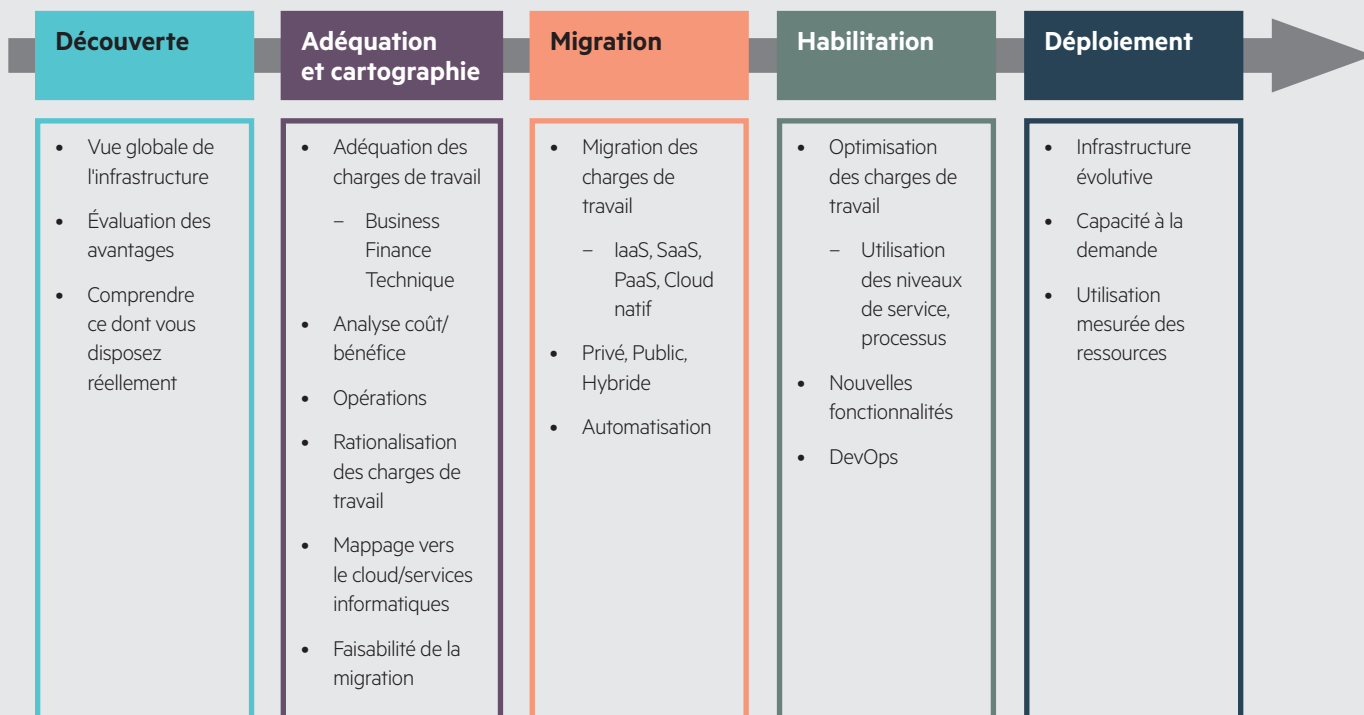 Découverte
Adéquation
et cartographie
Migration
Habilitation
Déploiement
• Vue globale de
l'infrastructure
• Évaluation des
avantages
• Comprendre
ce dont vous
disposez
réellement
• Adéquation des
charges de travail
– Business
Finance
Technique
• Analyse coût/
bénéfice
• Opérations
• Rationalisation
des charges de
travail
• Mappage vers
le cloud/services
informatiques
• Faisabilité de la
migration
• Migration des
charges de
travail
– IaaS, SaaS,
PaaS, Cloud
natif
• Privé, Public,
Hybride
• Automatisation
• Optimisation
des charges de
travail
– Utilisation
des niveaux
de service,
processus
• Nouvelles
fonctionnalités
• DevOps
• Infrastructure
évolutive
• Capacité à la
demande
• Utilisation
mesurée des
ressources